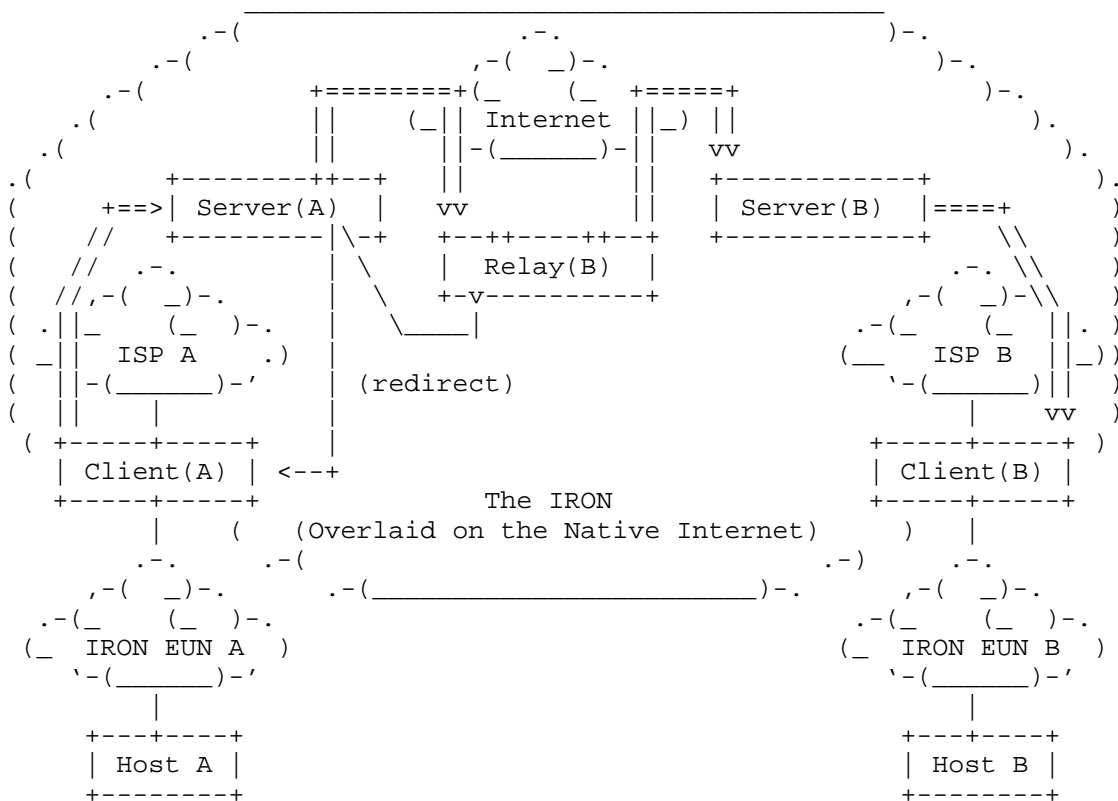 Internet
Server(A) Server(B)
Relay(B)
ISP A ISP B
(redirect)
Client(A) Client(B)
The IRON
(Overlaid on the Native Internet)
IRON EUN A IRON EUN B
Host A Host B